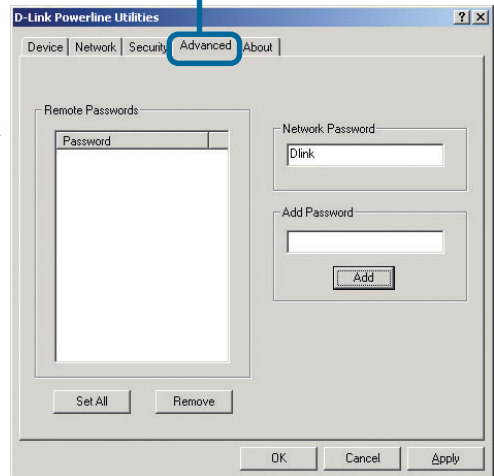 D-Link Powerline Utilities
Device Network Security Advanced About
Remote Passwords
Password
Network Password
Dlink
Add Password
Add
Set All Remove
OK Cancel Apply